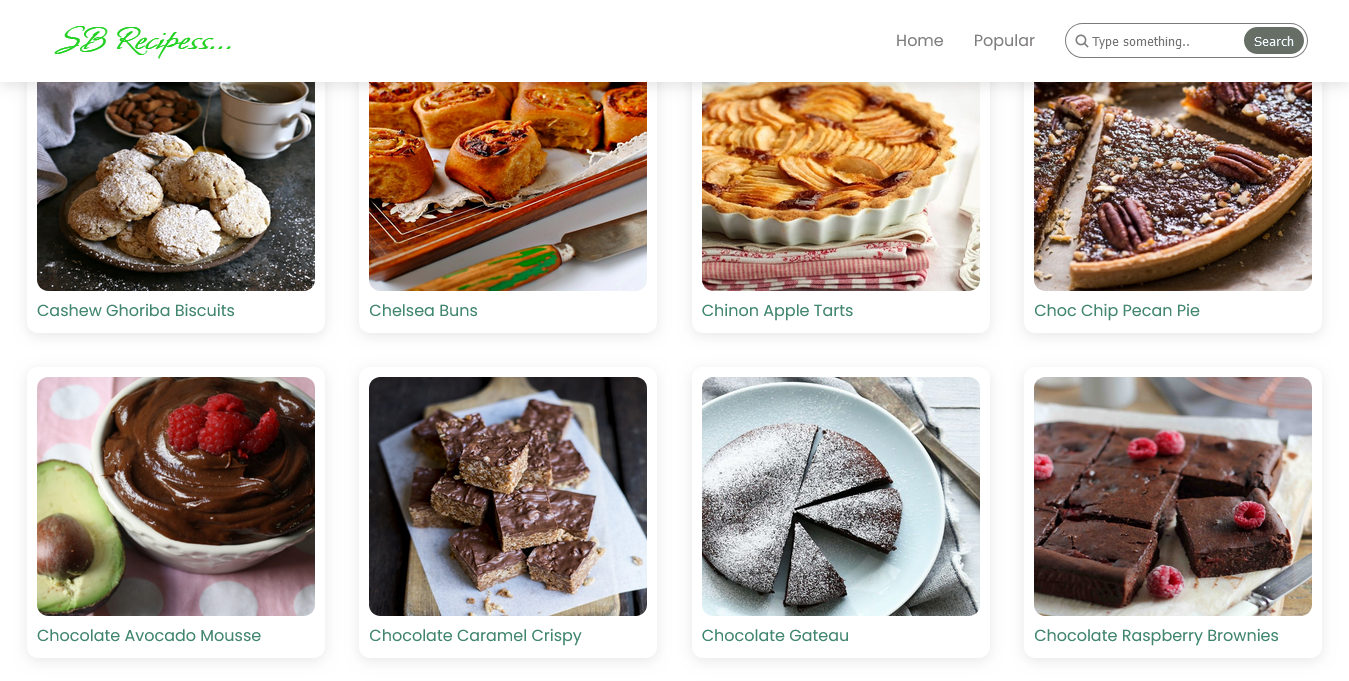 SB Recipess...
Home
Popular
Type something..
Search
Cashew Ghoriba Biscuits
Chelsea Buns
Chinon Apple Tarts
Choc Chip Pecan Pie
Chocolate Avocado Mousse
Chocolate Caramel Crispy
Chocolate Gateau
Chocolate Raspberry Brownies